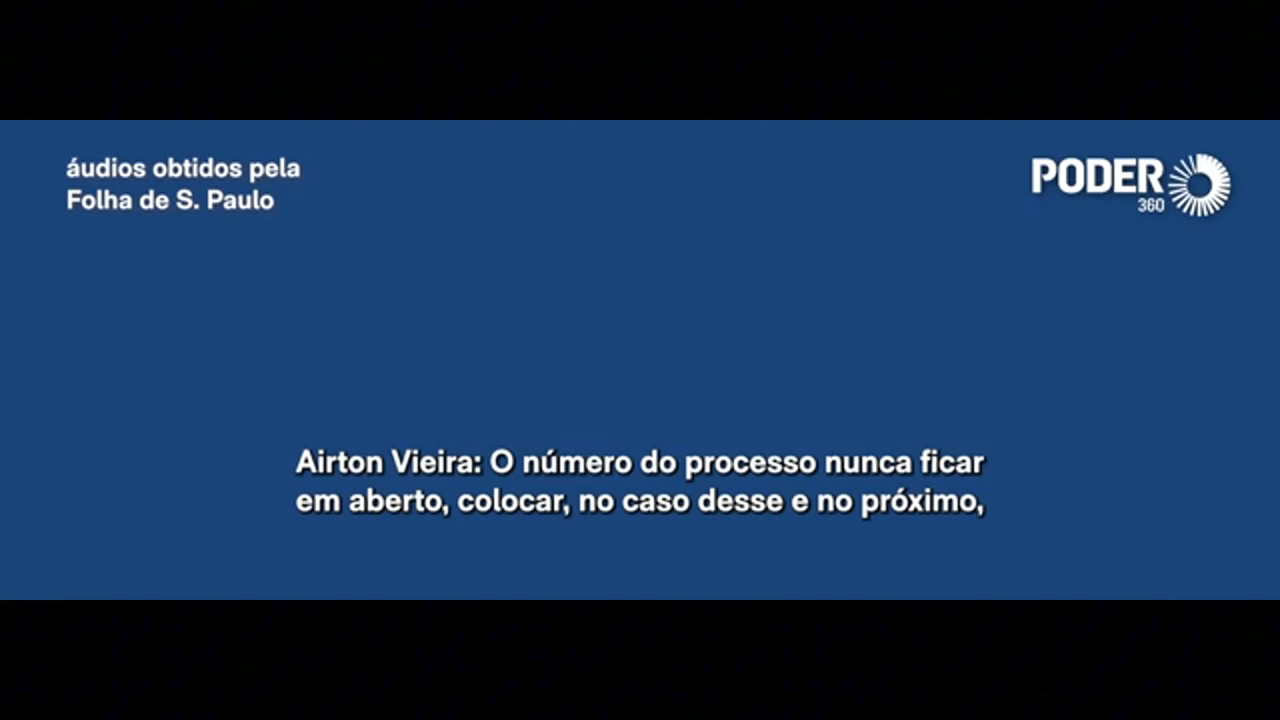 áudios obtidos pela
Folha de S. Paulo
PODER
360
Airton Vieira: O número do processo nunca ficar
em aberto, colocar, no caso desse e no próximo,